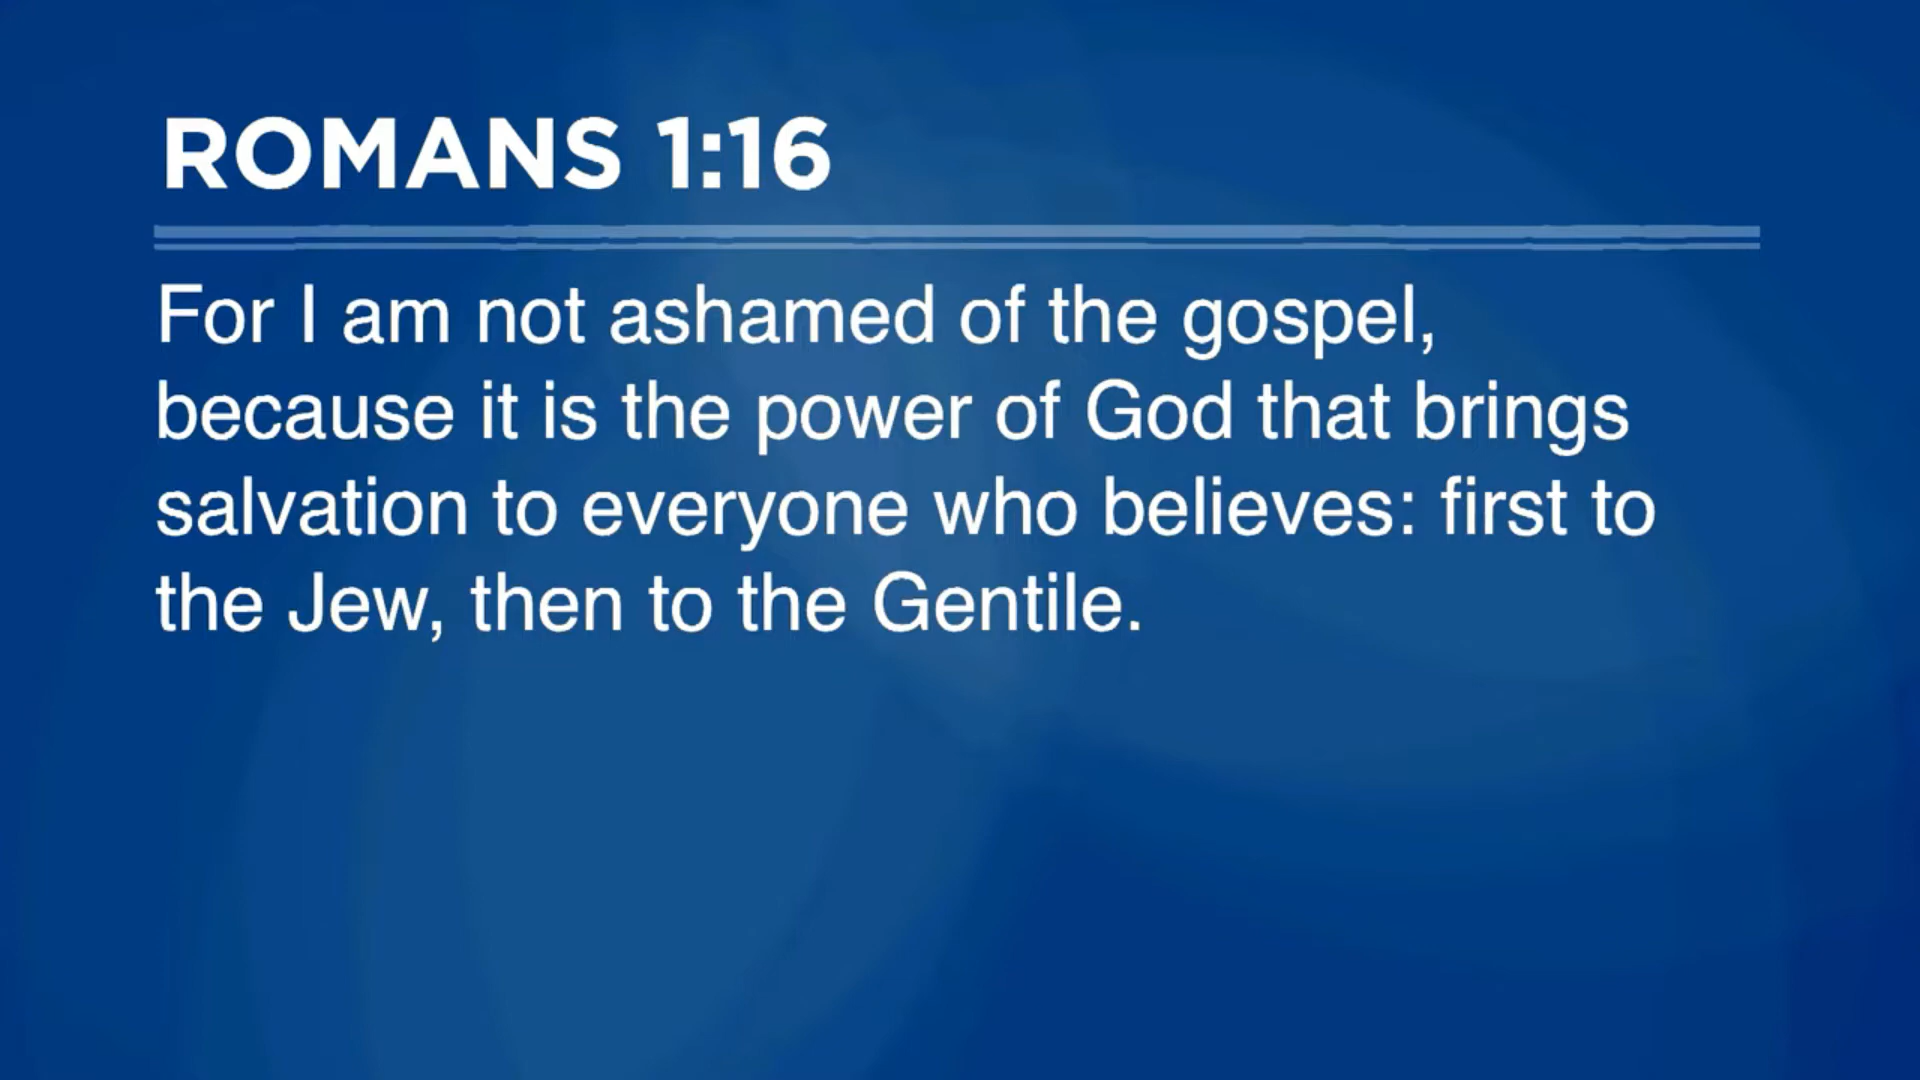 ROMANS 1:16
For I am not ashamed of the gospel,
because it is the power of God that brings
salvation to everyone who believes: first to
the Jew, then to the Gentile.